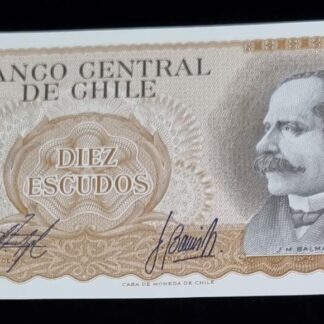 ANCO CENTRAL
DE CHILE
DIEZ
ESCUDOS
J. M. BALMA
CASA DE MONEDA DE CHILE